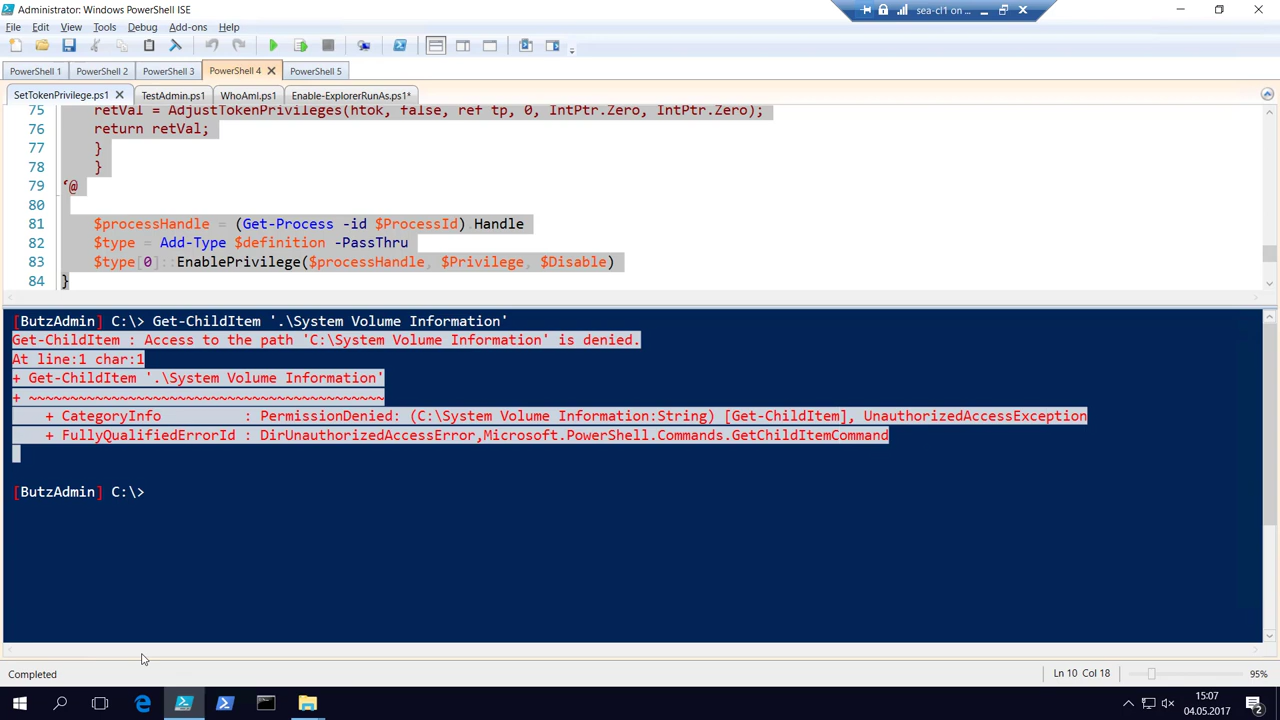 Administrator: Windows PowerShell ISE
sea-cl1 on ...
File Edit View Tools Debug Add-ons Help
PowerShell 1 PowerShell 2 PowerShell 3 PowerShell 4 PowerShell 5
SetTokenPrivilege.ps1 TestAdmin.ps1 WhoAmI.ps1 Enable-ExplorerRunAs.ps1*
75 retVal = AdjustTokenPrivileges(htok, false, ref tp, 0, IntPtr.Zero, IntPtr.Zero);
76 return retVal;
77 }
78 }
79 ‘@
80
81 $processHandle = (Get-Process -id $ProcessId).Handle
82 $type = Add-Type $definition -PassThru
83 $type[0]::EnablePrivilege($processHandle, $Privilege, $Disable)
84 }
[ButzAdmin] C:\> Get-ChildItem '.\System Volume Information'
Get-ChildItem : Access to the path 'C:\System Volume Information' is denied.
At line:1 char:1
+ Get-ChildItem '.\System Volume Information'
+ ~~~~~~~~~~~~~~~~~~~~~~~~~~~~~~~~~~~~~~~~~~~
+ CategoryInfo : PermissionDenied: (C:\System Volume Information:String) [Get-ChildItem], UnauthorizedAccessException
+ FullyQualifiedErrorId : DirUnauthorizedAccessError,Microsoft.PowerShell.Commands.GetChildItemCommand
[ButzAdmin] C:\>
Completed Ln 10 Col 18 95%
15:07
04.05.2017
2